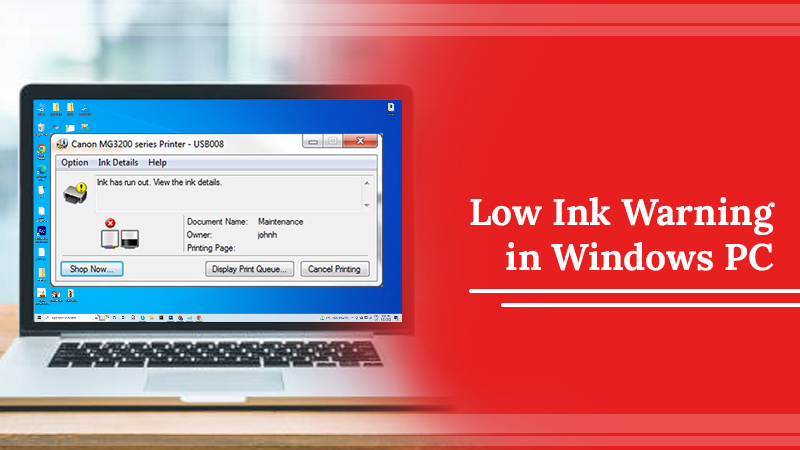 Canon MG3200 series Printer - USB008
Option Ink Details Help
Ink has run out. View the ink details.
Document Name: Maintenance
Owner: johnh
Printing Page:
Shop Now...
Display Print Queue...
Cancel Printing
Low Ink Warning
in Windows PC